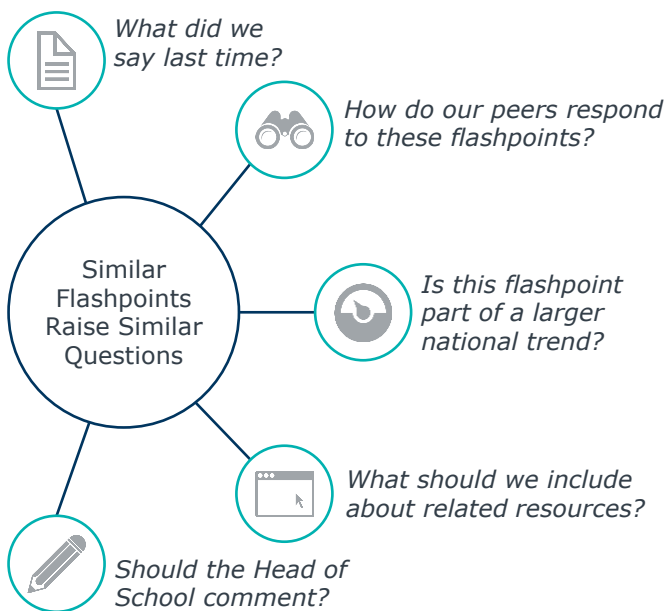 What did we
say last time?
How do our peers respond
to these flashpoints?
Similar
Flashpoints
Raise Similar
Questions
Is this flashpoint
part of a larger
national trend?
What should we include
about related resources?
Should the Head of
School comment?